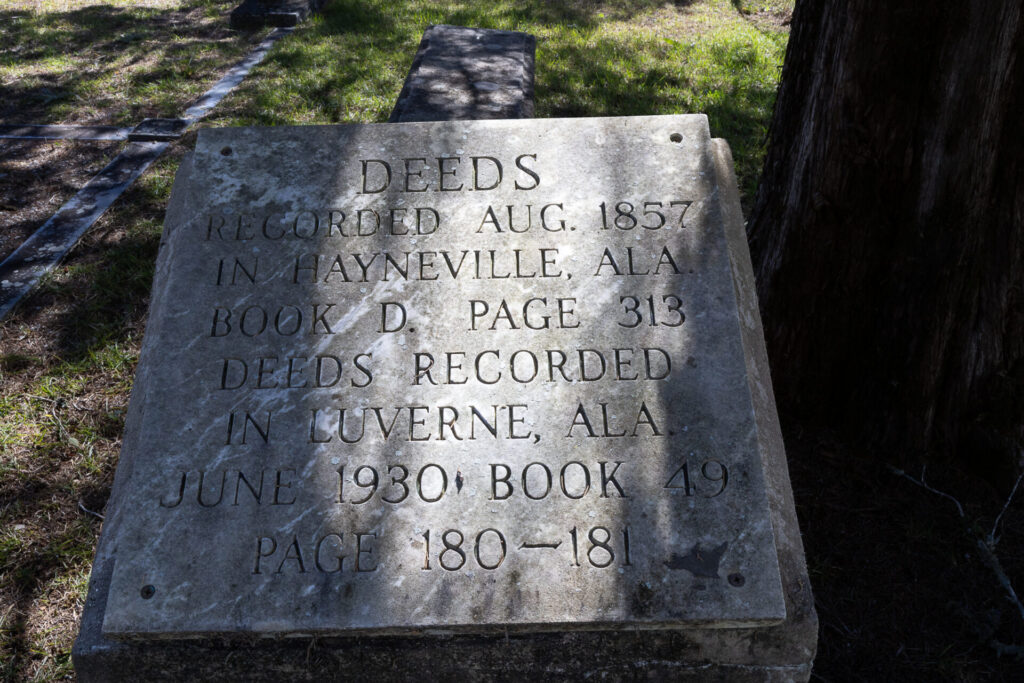 DEEDS
RECORDED AUG. 1857
IN HAYNEVILLE, ALA.
BOOK D. PAGE 313
DEEDS RECORDED
IN LUVERNE, ALA.
JUNE 1930, BOOK 49
PAGE 180-181